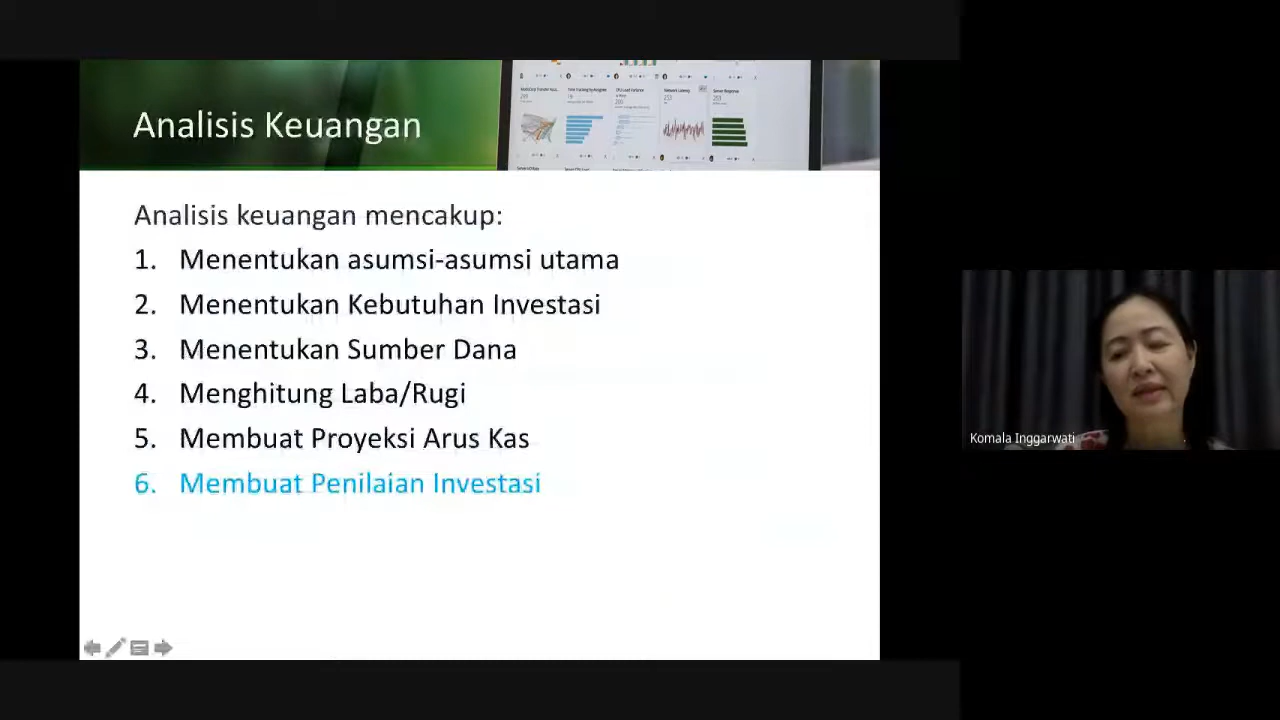 Analisis Keuangan
Analisis keuangan mencakup:
1. Menentukan asumsi-asumsi utama
2. Menentukan Kebutuhan Investasi
3. Menentukan Sumber Dana
4. Menghitung Laba/Rugi
5. Membuat Proyeksi Arus Kas
6. Membuat Penilaian Investasi
Komala Inggarwati